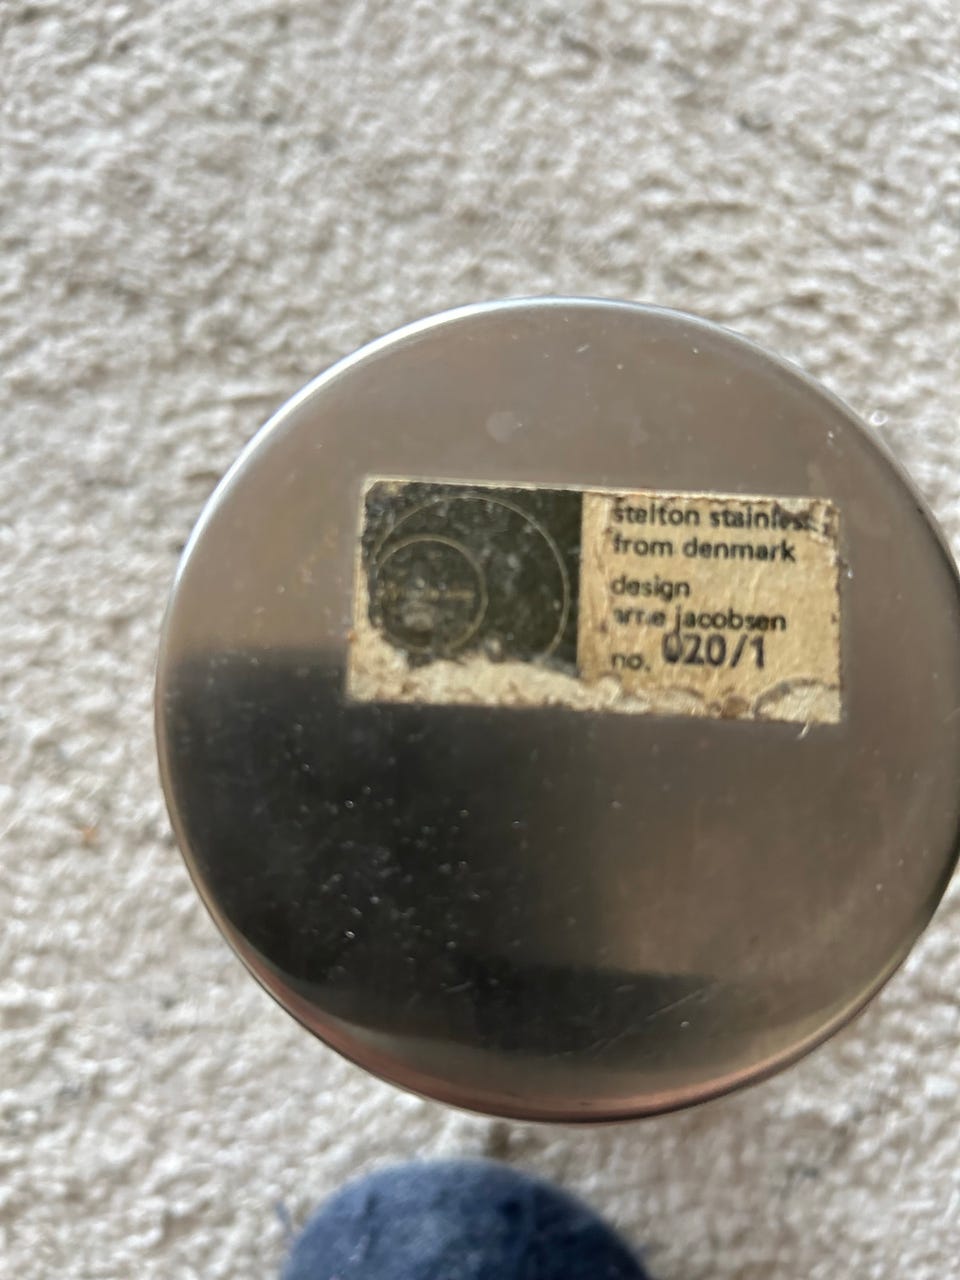 stelton stainless
from denmark
design
arne jacobsen
no. 020/1